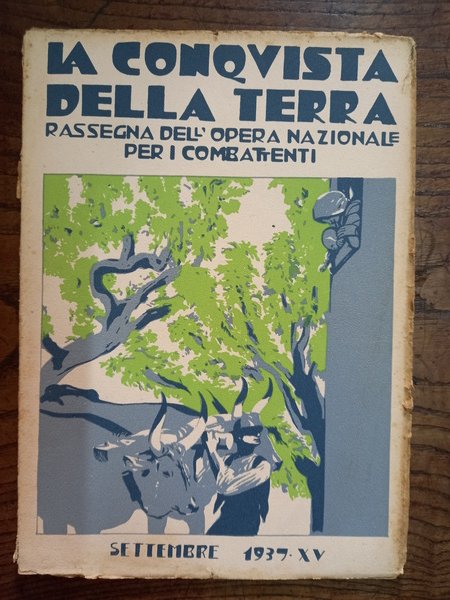 LA CONQVISTA
DELLA TERRA
RASSEGNA DELL'OPERA NAZIONALE
PER I COMBATTENTI
SETTEMBRE 1937·XV